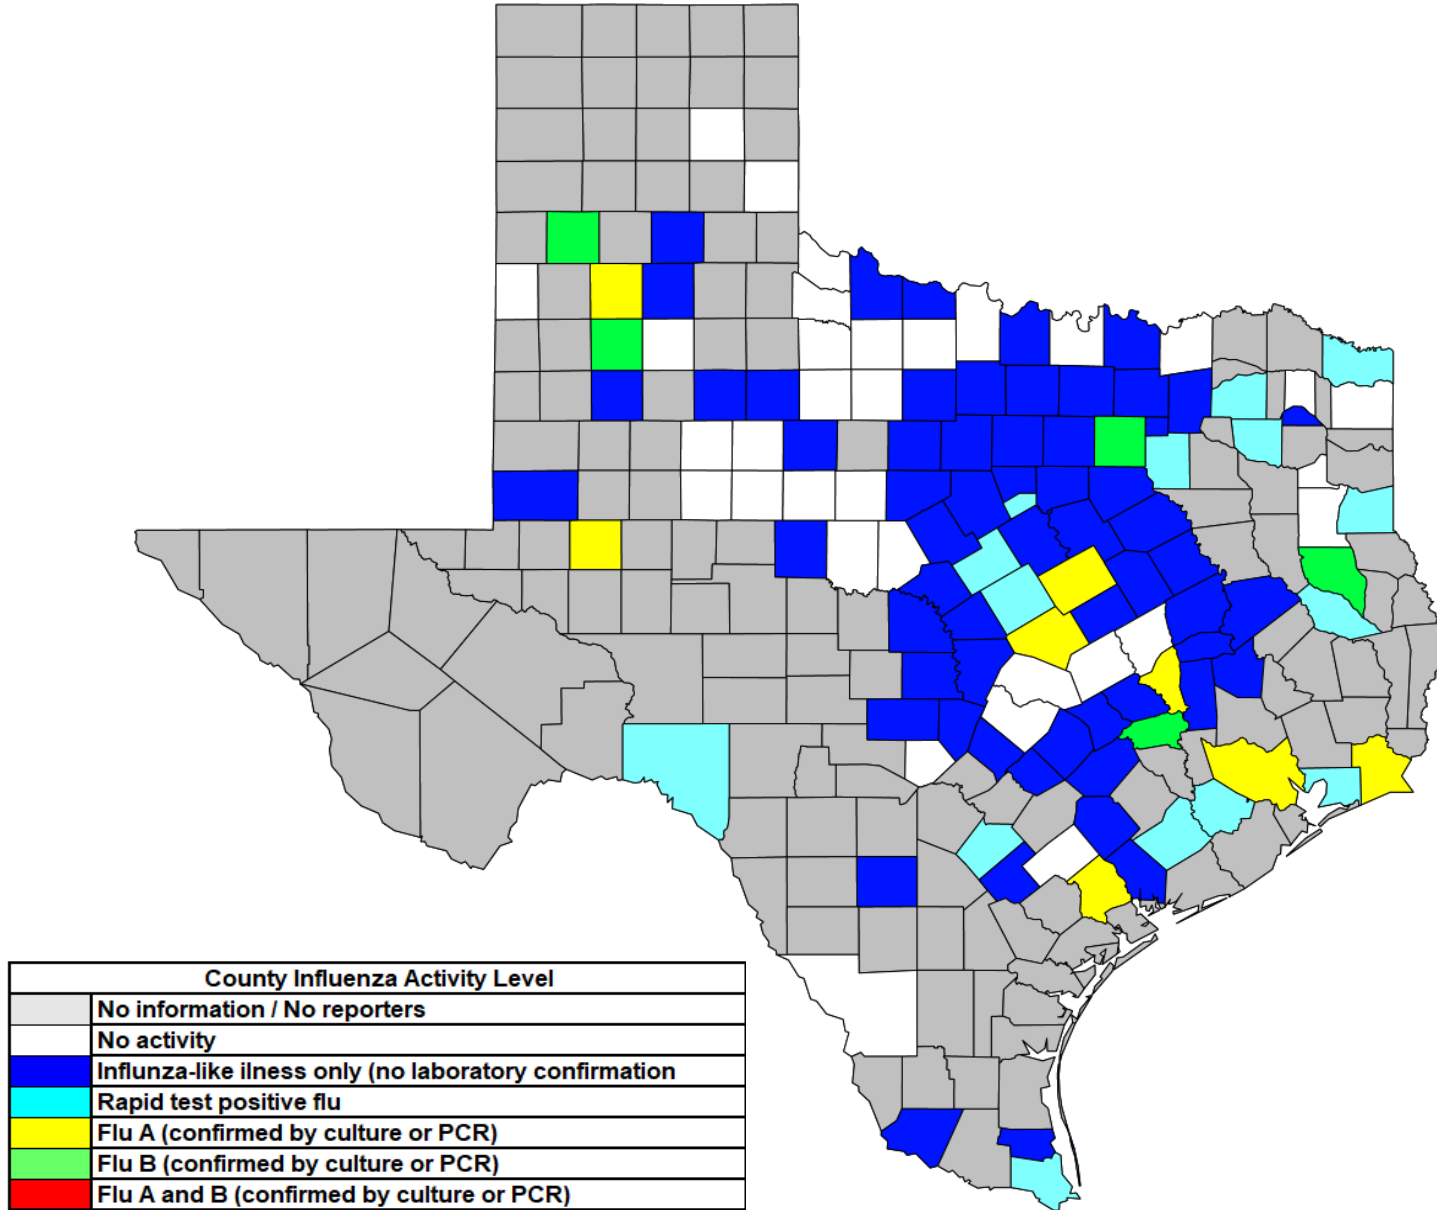 County Influenza Activity Level
No information / No reporters
No activity
Influnza-like ilness only (no laboratory confirmation
Rapid test positive flu
Flu A (confirmed by culture or PCR)
Flu B (confirmed by culture or PCR)
Flu A and B (confirmed by culture or PCR)